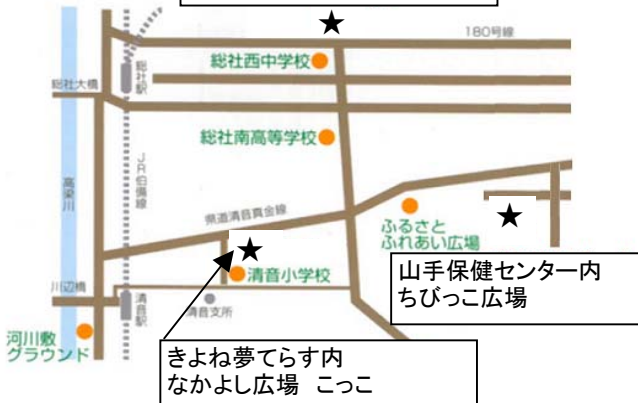 180号線
総社西中学校
総社駅
総社大橋
総社南高等学校
JR伯備線
高梁川
県道清音真金線
ふるさと
ふれあい広場
山手保健センター内
ちびっこ広場
清音小学校
川辺橋
清音駅
清音支所
河川敷
グラウンド
きよね夢てらす内
なかよし広場 こっこ